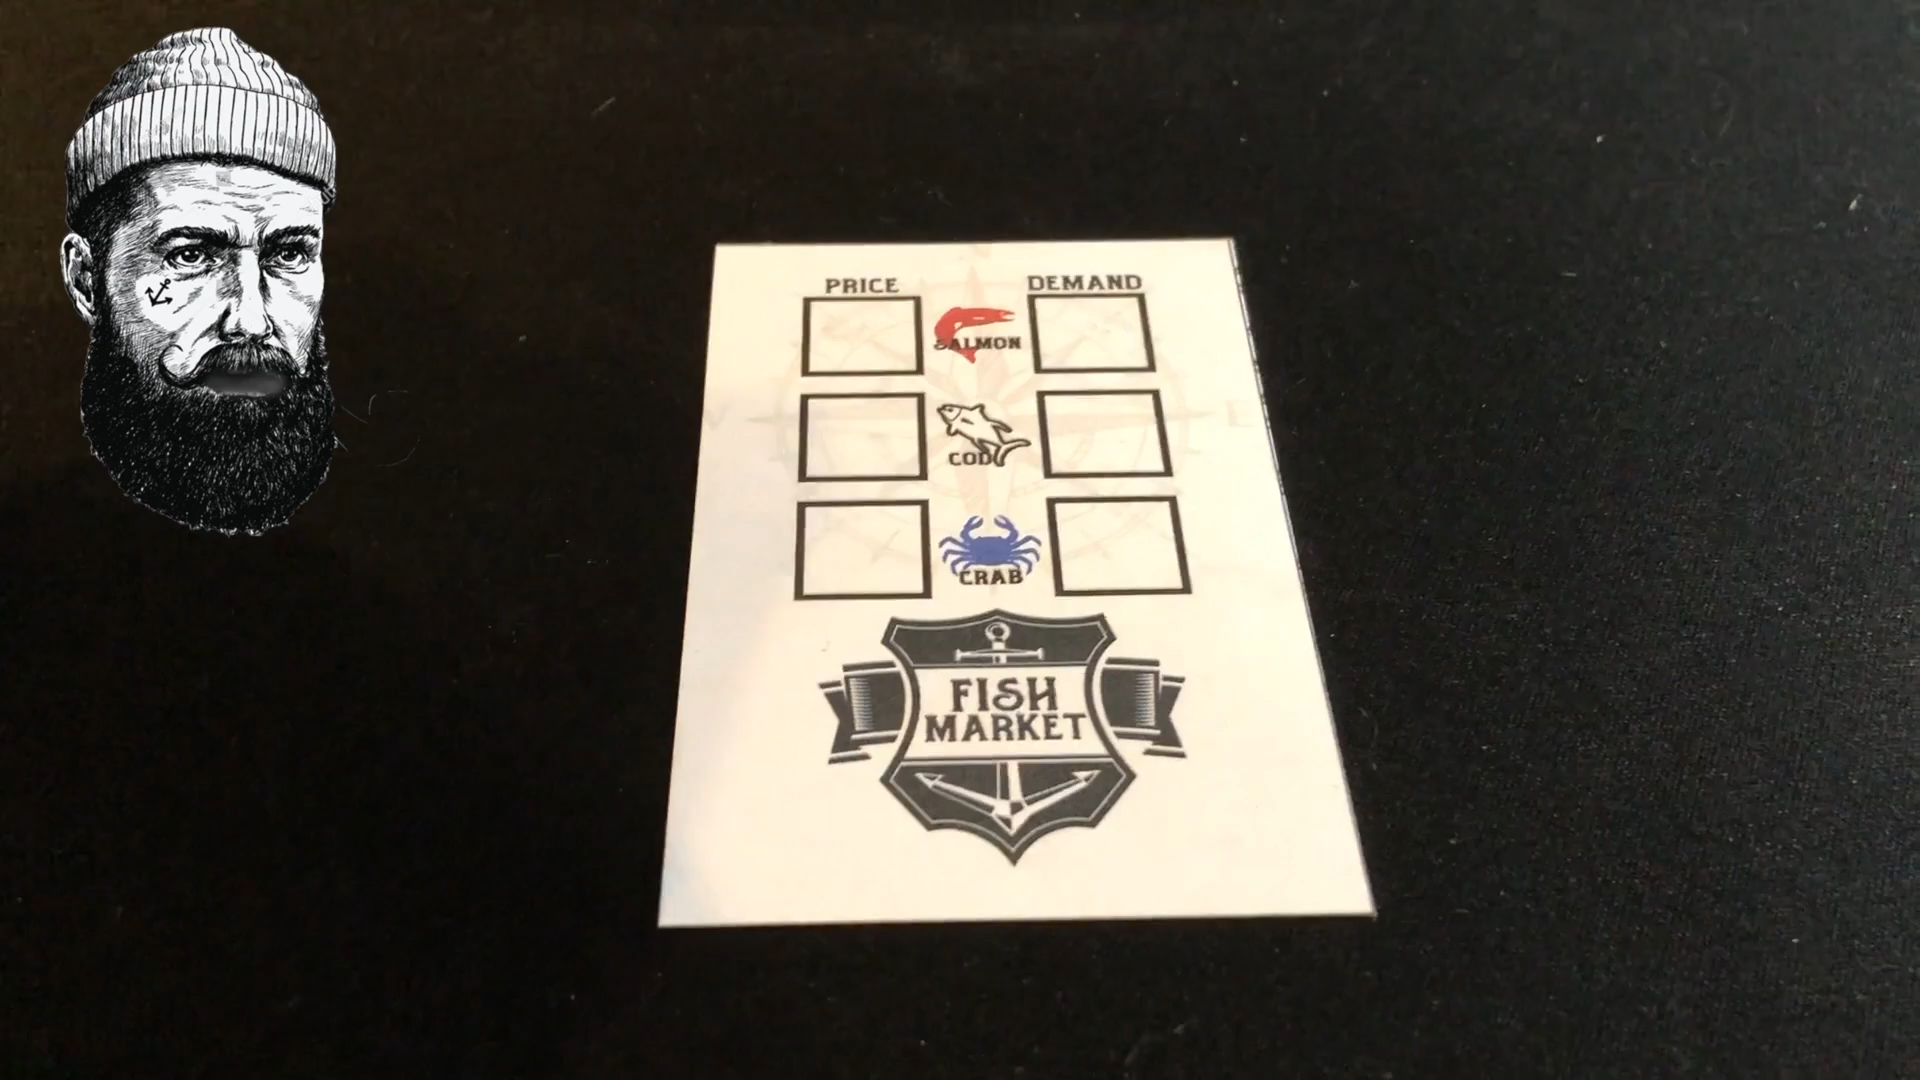 PRICE DEMAND
SALMON
COD
CRAB
FISH
MARKET